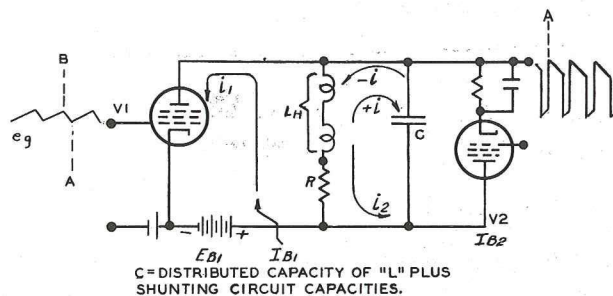 A
B
V1
i1
LH
-i
+i
C
eg
A
R
i2
V2
IB2
- EB1 +
IB1
C=DISTRIBUTED CAPACITY OF "L" PLUS
SHUNTING CIRCUIT CAPACITIES.